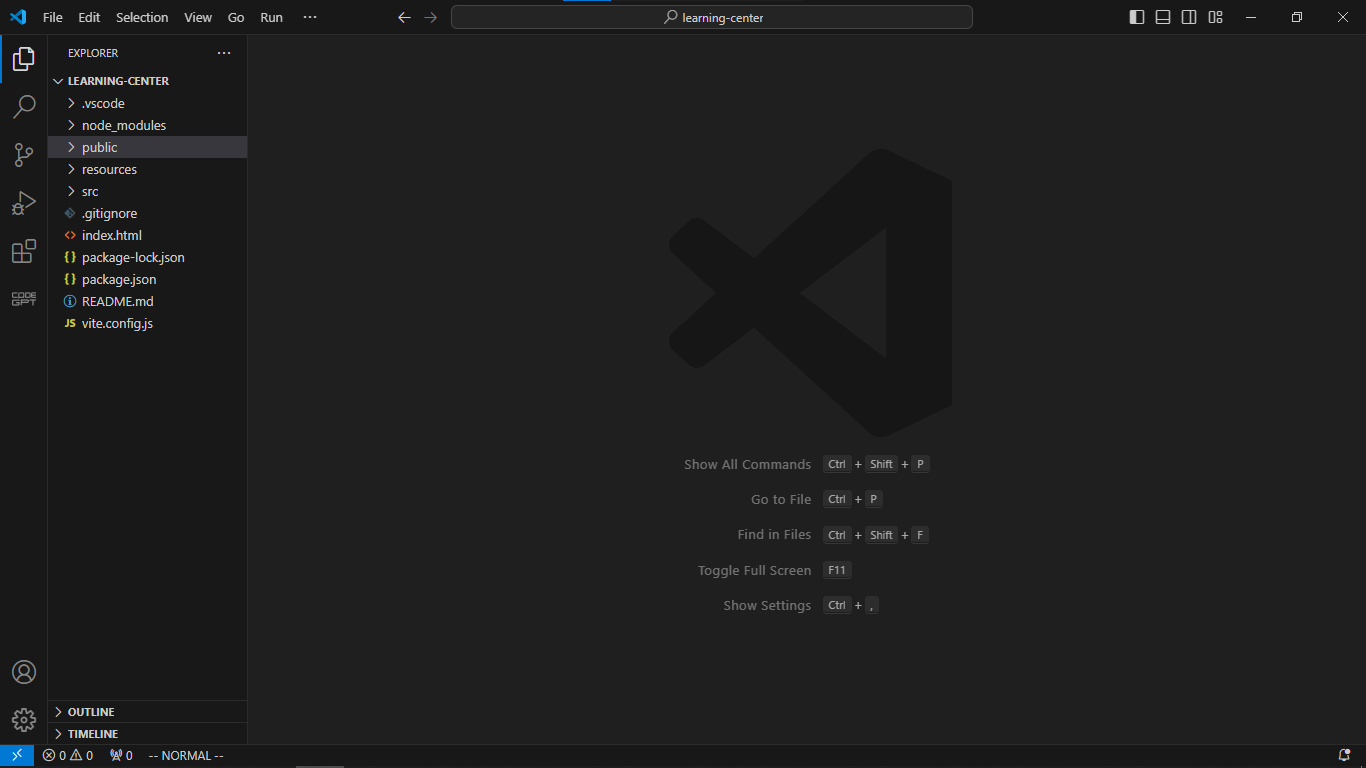 File Edit Selection View Go Run ···
learning-center
EXPLORER
LEARNING-CENTER
.vscode
node_modules
public
resources
src
.gitignore
index.html
package-lock.json
package.json
README.md
JS vite.config.js
CODE
GPT
Show All Commands Ctrl + Shift + P
Go to File Ctrl + P
Find in Files Ctrl + Shift + F
Toggle Full Screen F11
Show Settings Ctrl + ,
OUTLINE
TIMELINE
0 0 0 -- NORMAL --